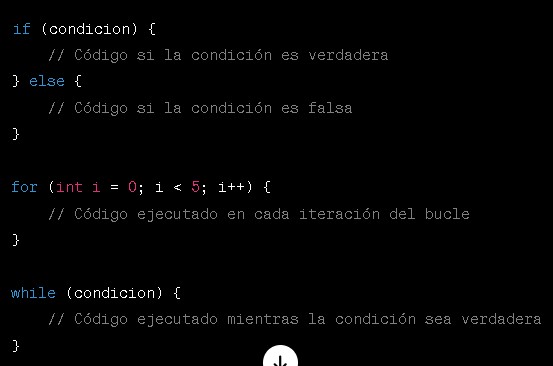 if (condicion) {
// Código si la condición es verdadera
} else {
// Código si la condición es falsa
}
for (int i = 0; i < 5; i++) {
// Código ejecutado en cada iteración del bucle
}
while (condicion) {
// Código ejecutado mientras la condición sea verdadera
}